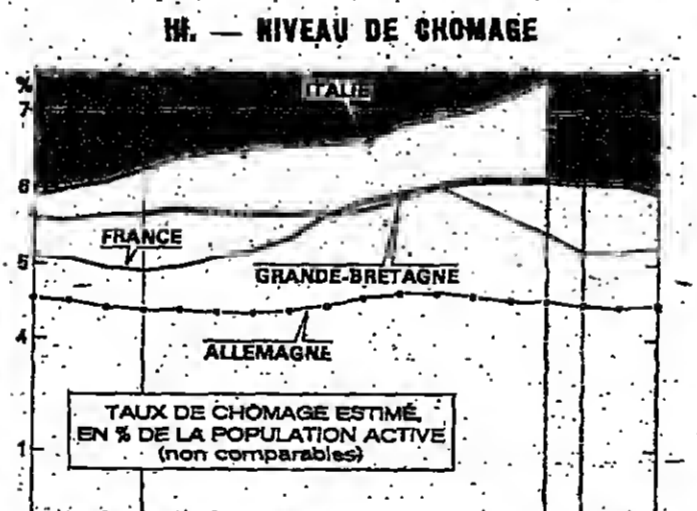 III. — NIVEAU DE CHOMAGE
%
7
ITALIE
6
FRANCE
5
GRANDE-BRETAGNE
4
ALLEMAGNE
TAUX DE CHOMAGE ESTIMÉ,
EN % DE LA POPULATION ACTIVE
(non comparables)
1